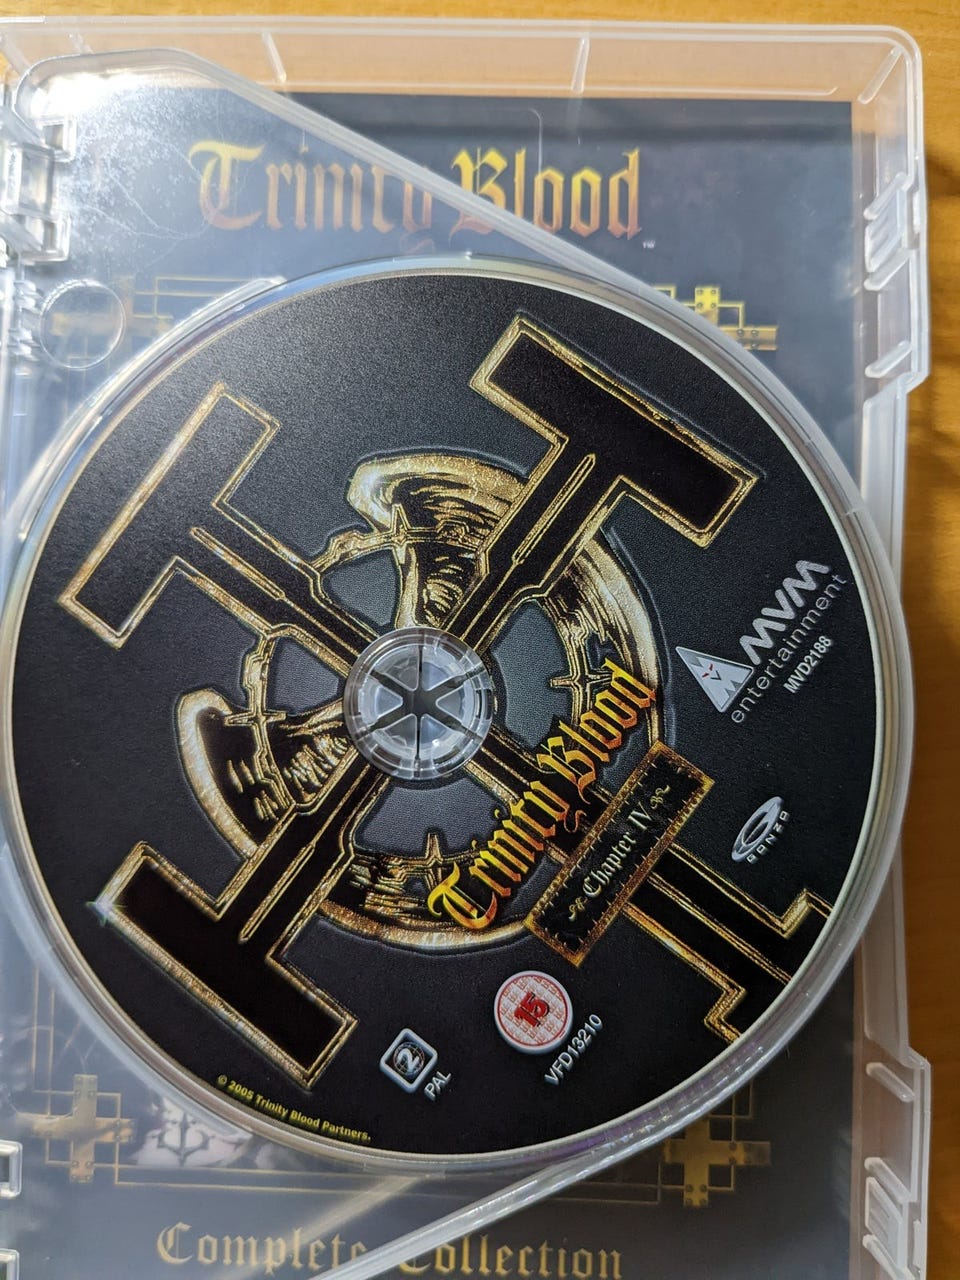 Trinity Blood
TM
MVM
entertainment
MVD2188
Trinity Blood
Chapter IV
GONZO
15
VFD13210
2
PAL
© 2005 Trinity Blood Partners.
Complete Collection